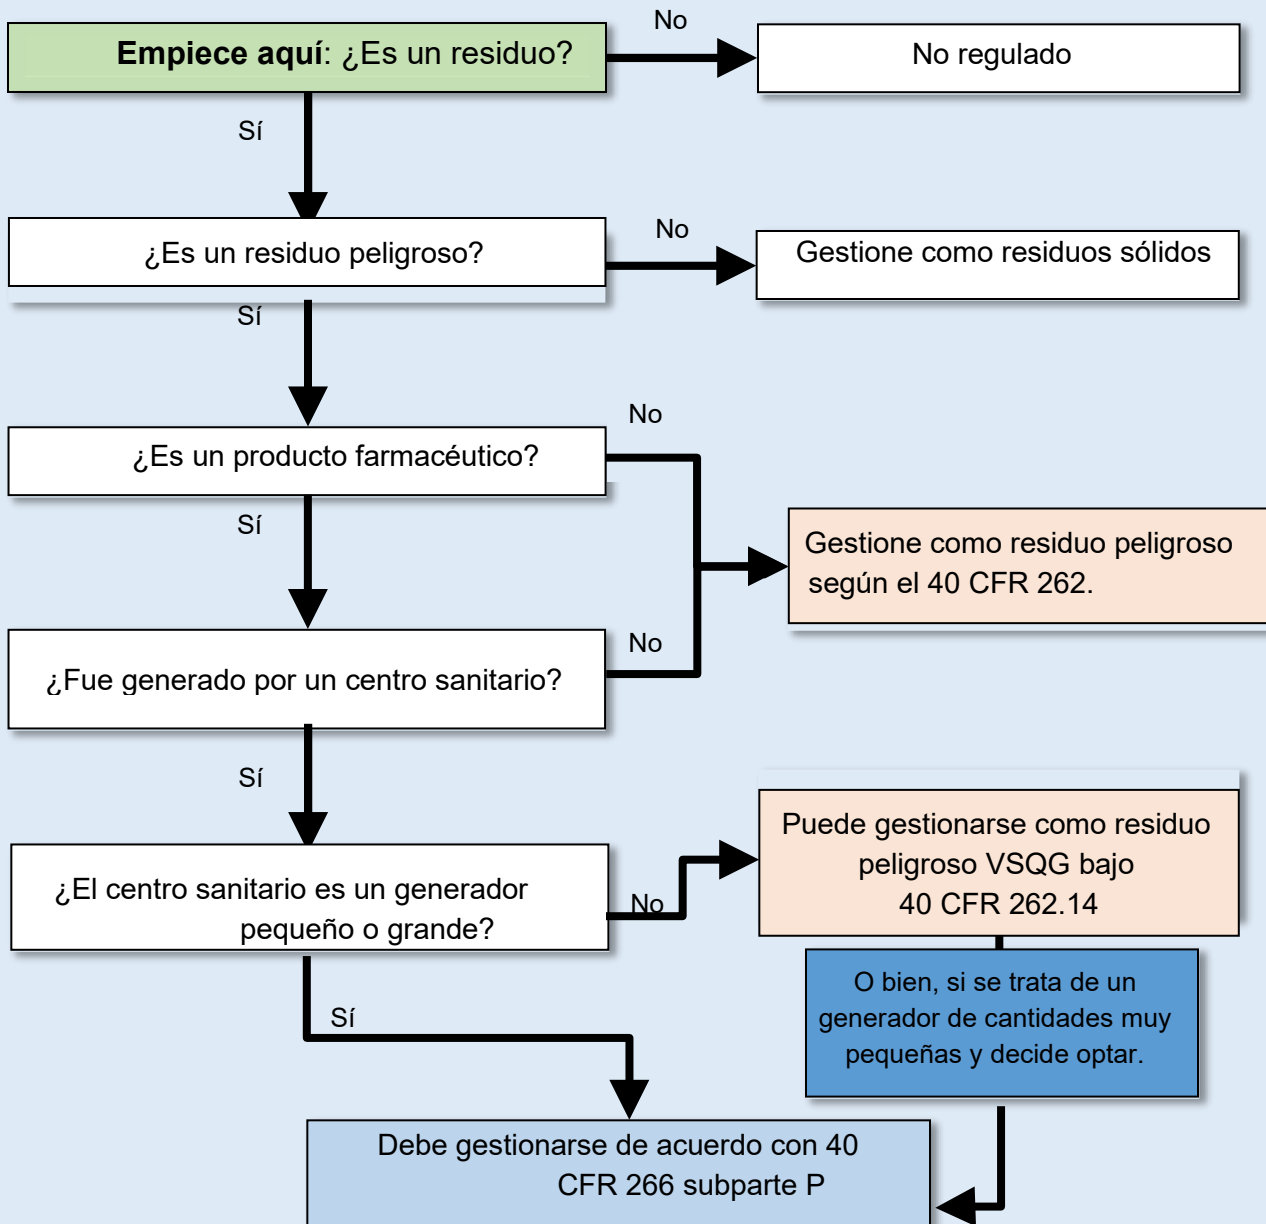 Empiece aquí: ¿Es un residuo?
No
No regulado
Sí
¿Es un residuo peligroso?
No
Gestione como residuos sólidos
Sí
¿Es un producto farmacéutico?
No
Sí
Gestione como residuo peligroso
según el 40 CFR 262.
¿Fue generado por un centro sanitario?
No
Sí
¿El centro sanitario es un generador
pequeño o grande?
No
Puede gestionarse como residuo
peligroso VSQG bajo
40 CFR 262.14
O bien, si se trata de un
generador de cantidades muy
pequeñas y decide optar.
Sí
Debe gestionarse de acuerdo con 40
CFR 266 subparte P